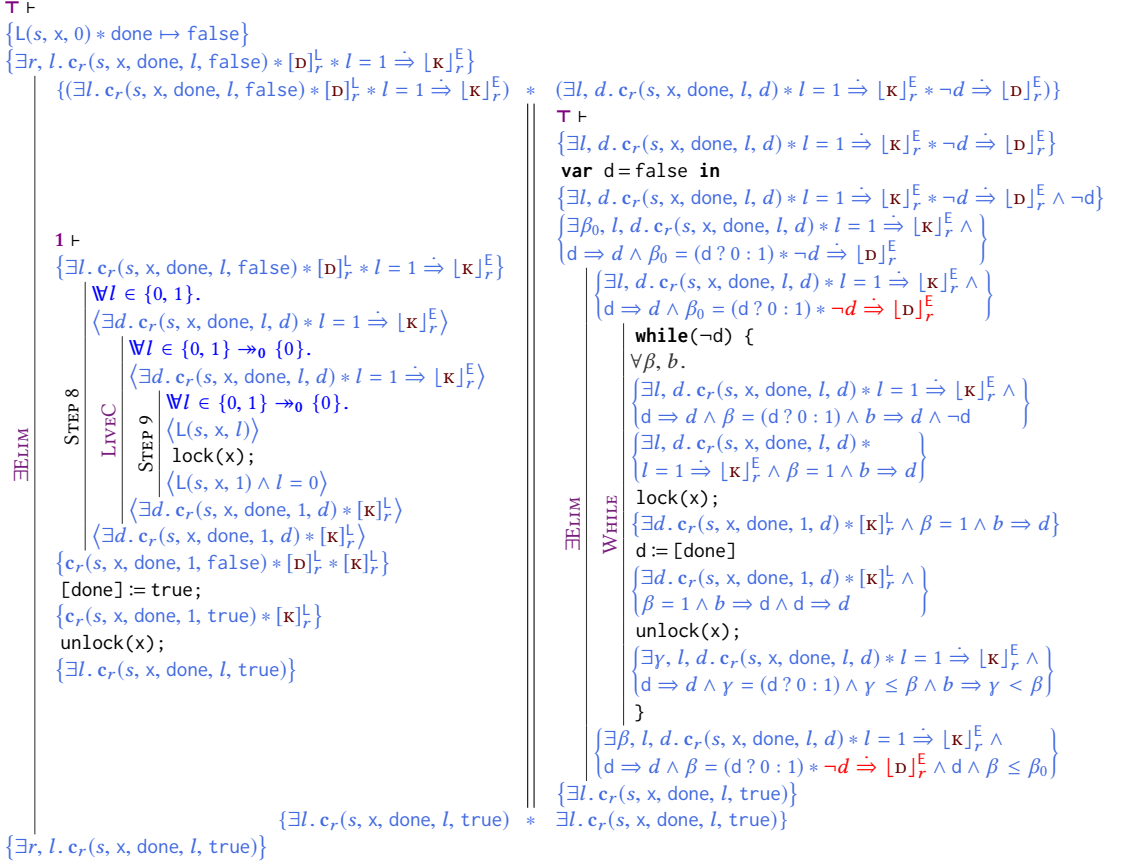 ⊤ ⊢
{L(s, x, 0) ∗ done ↦ false}
{∃r, l. c_r(s, x, done, l, false) ∗ [D]^L_r ∗ l = 1 ⇒̇ ⌊K⌋^E_r}
∃Elim
{(∃l. c_r(s, x, done, l, false) ∗ [D]^L_r ∗ l = 1 ⇒̇ ⌊K⌋^E_r) ∗ (∃l, d. c_r(s, x, done, l, d) ∗ l = 1 ⇒̇ ⌊K⌋^E_r ∗ ¬d ⇒̇ ⌊D⌋^E_r)}
1 ⊢
{∃l. c_r(s, x, done, l, false) ∗ [D]^L_r ∗ l = 1 ⇒̇ ⌊K⌋^E_r}
Step 8
∀l ∈ {0, 1}.
⟨∃d. c_r(s, x, done, l, d) ∗ l = 1 ⇒̇ ⌊K⌋^E_r⟩
LiveC
∀l ∈ {0, 1} ↠_0 {0}.
⟨∃d. c_r(s, x, done, l, d) ∗ l = 1 ⇒̇ ⌊K⌋^E_r⟩
Step 9
∀l ∈ {0, 1} ↠_0 {0}.
⟨L(s, x, l)⟩
lock(x);
⟨L(s, x, 1) ∧ l = 0⟩
⟨∃d. c_r(s, x, done, 1, d) ∗ [K]^L_r⟩
⟨∃d. c_r(s, x, done, 1, d) ∗ [K]^L_r⟩
{c_r(s, x, done, 1, false) ∗ [D]^L_r ∗ [K]^L_r}
[done] := true;
{c_r(s, x, done, 1, true) ∗ [K]^L_r}
unlock(x);
{∃l. c_r(s, x, done, l, true)}
⊤ ⊢
{∃l, d. c_r(s, x, done, l, d) ∗ l = 1 ⇒̇ ⌊K⌋^E_r ∗ ¬d ⇒̇ ⌊D⌋^E_r}
var d = false in
{∃l, d. c_r(s, x, done, l, d) ∗ l = 1 ⇒̇ ⌊K⌋^E_r ∗ ¬d ⇒̇ ⌊D⌋^E_r ∧ ¬d}
{∃β_0, l, d. c_r(s, x, done, l, d) ∗ l = 1 ⇒̇ ⌊K⌋^E_r ∧
d ⇒ d ∧ β_0 = (d ? 0 : 1) ∗ ¬d ⇒̇ ⌊D⌋^E_r}
∃Elim
{∃l, d. c_r(s, x, done, l, d) ∗ l = 1 ⇒̇ ⌊K⌋^E_r ∧
d ⇒ d ∧ β_0 = (d ? 0 : 1) ∗ ¬d ⇒̇ ⌊D⌋^E_r}
While
while(¬d) {
∀β, b.
{∃l, d. c_r(s, x, done, l, d) ∗ l = 1 ⇒̇ ⌊K⌋^E_r ∧
d ⇒ d ∧ β = (d ? 0 : 1) ∧ b ⇒ d ∧ ¬d}
{∃l, d. c_r(s, x, done, l, d) ∗
l = 1 ⇒̇ ⌊K⌋^E_r ∧ β = 1 ∧ b ⇒ d}
lock(x);
{∃d. c_r(s, x, done, 1, d) ∗ [K]^L_r ∧ β = 1 ∧ b ⇒ d}
d := [done]
{∃d. c_r(s, x, done, 1, d) ∗ [K]^L_r ∧
β = 1 ∧ b ⇒ d ∧ d ⇒ d}
unlock(x);
{∃γ, l, d. c_r(s, x, done, l, d) ∗ l = 1 ⇒̇ ⌊K⌋^E_r ∧
d ⇒ d ∧ γ = (d ? 0 : 1) ∧ γ ≤ β ∧ b ⇒ γ < β}
}
{∃β, l, d. c_r(s, x, done, l, d) ∗ l = 1 ⇒̇ ⌊K⌋^E_r ∧
d ⇒ d ∧ β = (d ? 0 : 1) ∗ ¬d ⇒̇ ⌊D⌋^E_r ∧ d ∧ β ≤ β_0}
{∃l. c_r(s, x, done, l, true)}
{∃l. c_r(s, x, done, l, true) ∗ ∃l. c_r(s, x, done, l, true)}
{∃r, l. c_r(s, x, done, l, true)}